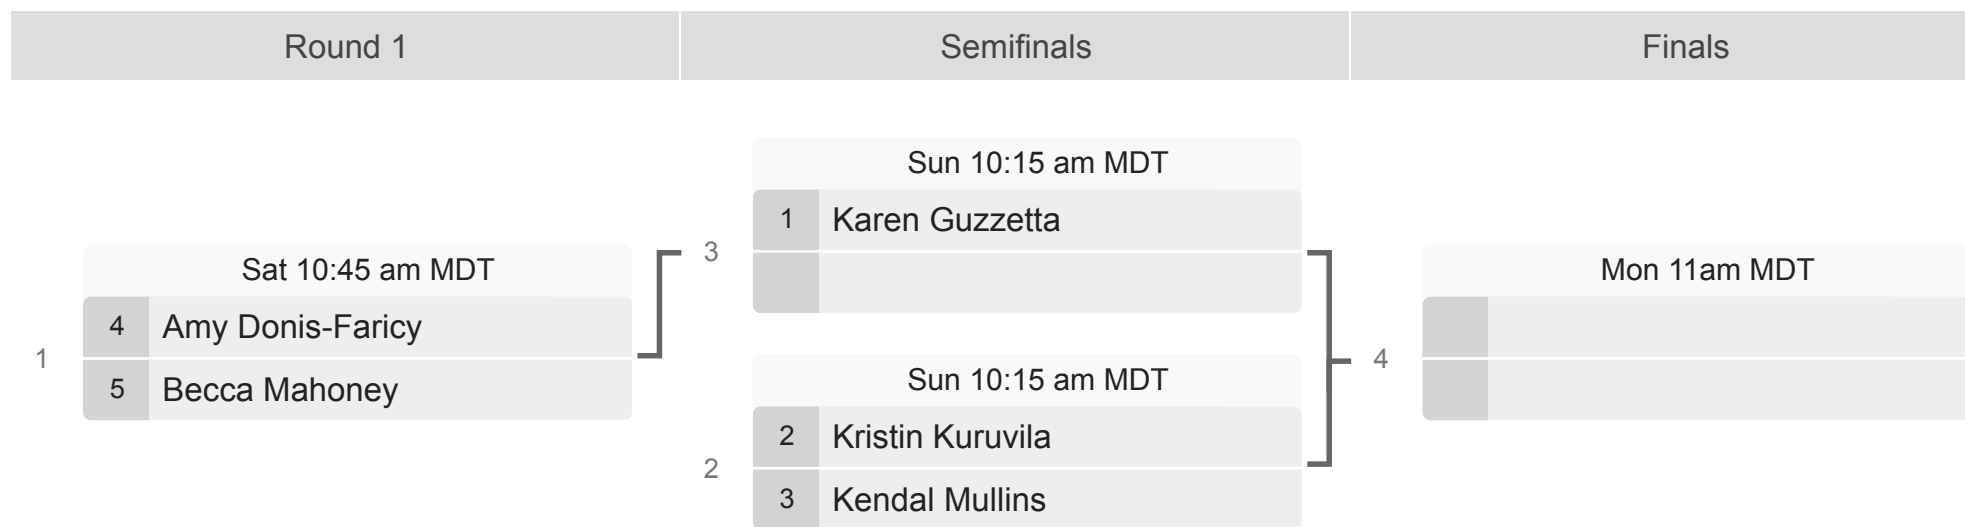 Round 1
Semifinals
Finals
Sun 10:15 am MDT
1 Karen Guzzetta
3
Sat 10:45 am MDT
4 Amy Donis-Faricy
1
5 Becca Mahoney
Sun 10:15 am MDT
2 Kristin Kuruvila
2
3 Kendal Mullins
Mon 11am MDT
4